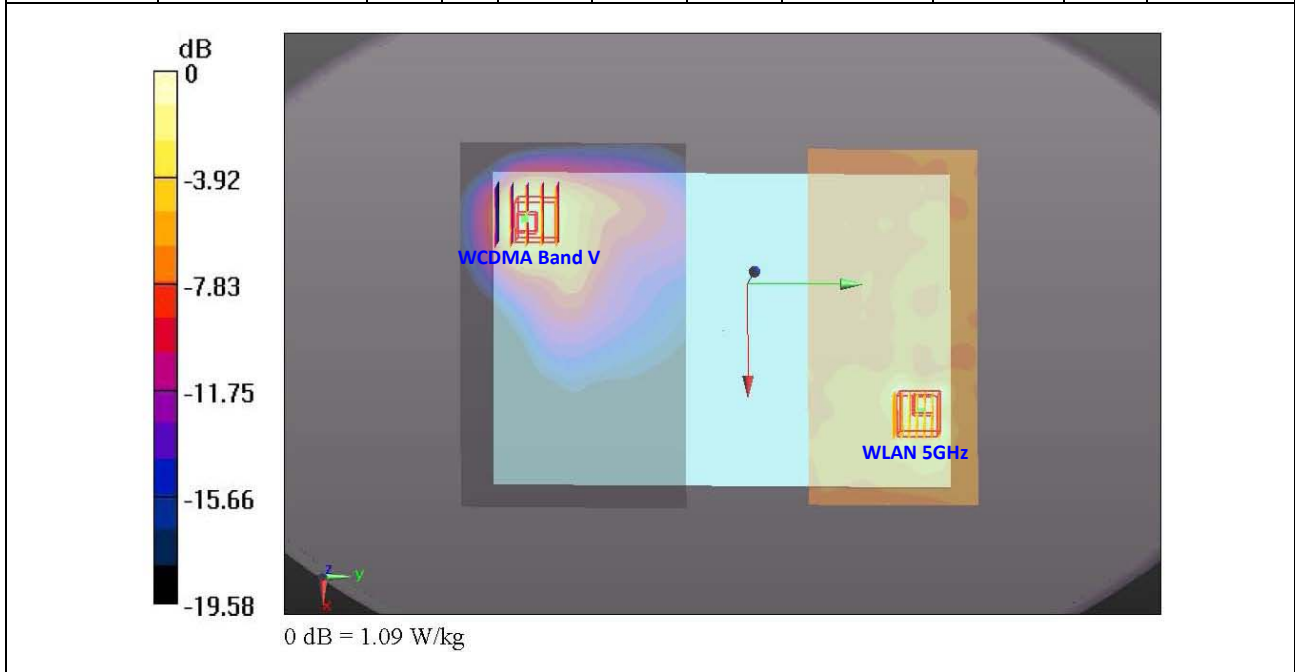 dB
0
-3.92
-7.83
-11.75
-15.66
-19.58
WCDMA Band V
WLAN 5GHz
z
y
x
0 dB = 1.09 W/kg